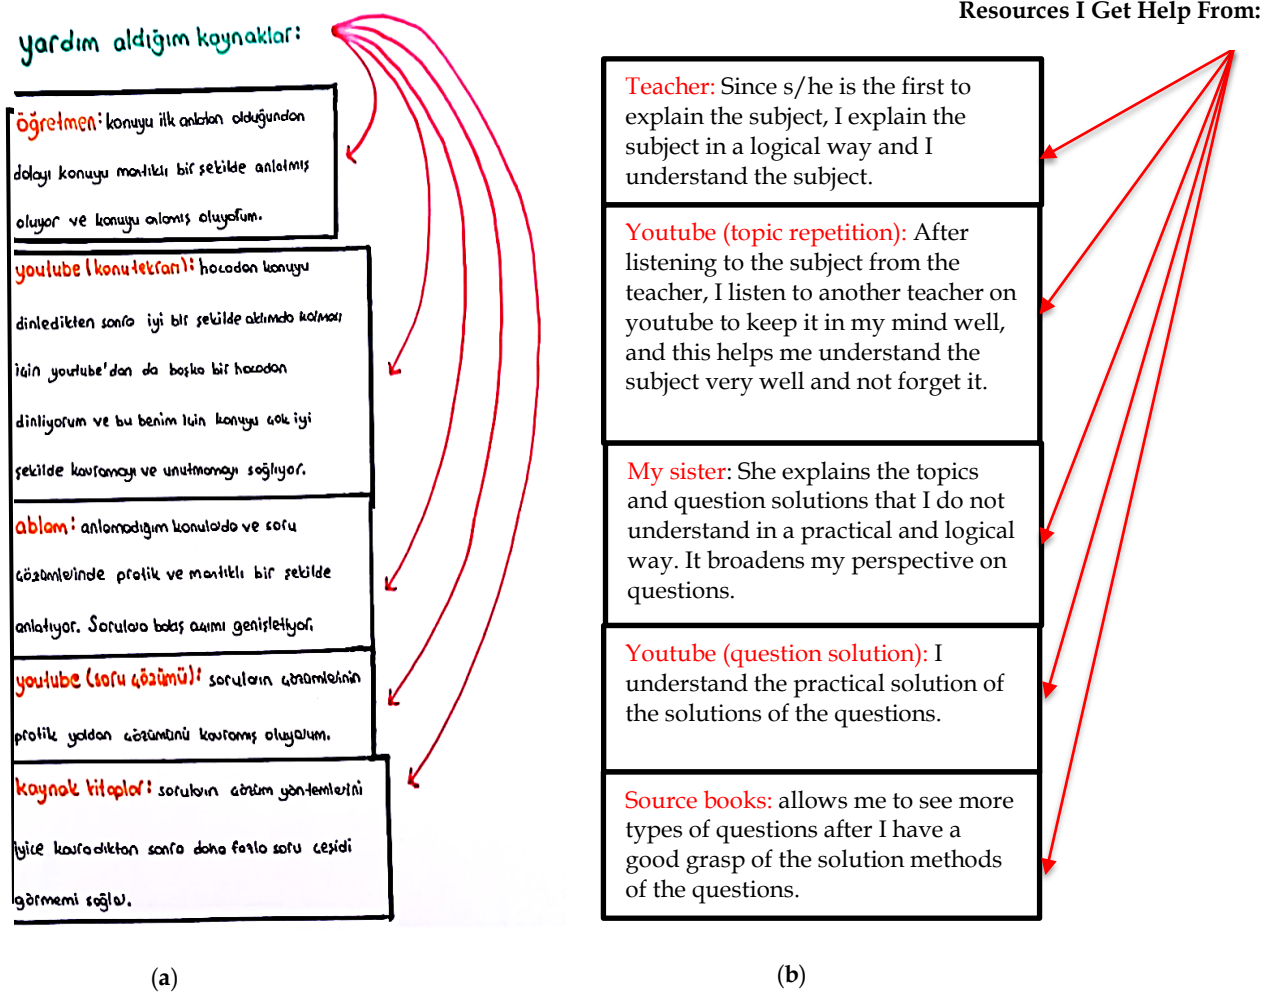 yardım aldığım kaynaklar:
öğretmen: konuyu ilk anlatan olduğundan
dolayı konuyu mantıklı bir şekilde anlatmış
oluyor ve konuyu anlamış oluyorum.
youtube (konu tekrarı): hocadan konuyu
dinledikten sonra iyi bir şekilde aklımda kalması
için youtube'dan da başka bir hocadan
dinliyorum ve bu benim için konuyu çok iyi
şekilde kavramayı ve unutmamayı sağlıyor.
ablam: anlamadığım konularda ve soru
çözümlerinde pratik ve mantıklı bir şekilde
anlatıyor. Sorulara bakış açımı genişletiyor.
youtube (soru çözümü): soruların çözümlerinin
pratik yoldan çözümünü kavramış oluyorum.
kaynak kitaplar: soruların çözüm yöntemlerini
iyice kavradıktan sonra daha fazla soru çeşidi
görmemi sağlar.
(a)
Resources I Get Help From:
Teacher: Since s/he is the first to
explain the subject, I explain the
subject in a logical way and I
understand the subject.
Youtube (topic repetition): After
listening to the subject from the
teacher, I listen to another teacher on
youtube to keep it in my mind well,
and this helps me understand the
subject very well and not forget it.
My sister: She explains the topics
and question solutions that I do not
understand in a practical and logical
way. It broadens my perspective on
questions.
Youtube (question solution): I
understand the practical solution of
the solutions of the questions.
Source books: allows me to see more
types of questions after I have a
good grasp of the solution methods
of the questions.
(b)